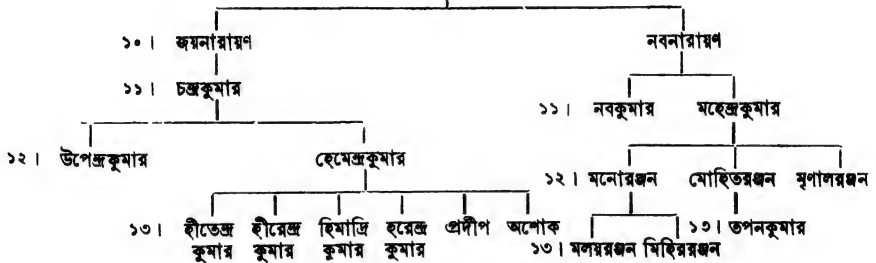 ১০। জয়নারায়ণ নবনারায়ণ
১১। চন্দ্রকুমার
১১। নবকুমার মহেন্দ্রকুমার
১২। উপেন্দ্রকুমার হেমেন্দ্রকুমার
১২। মনোরঞ্জন মোহিতরঞ্জন মৃণালরঞ্জন
১৩। হীতেন্দ্র হীরেন্দ্র হিমাদ্রি হরেন্দ্র প্রদীপ অশোক
কুমার কুমার কুমার কুমার
১৩। তপনকুমার
১৩। মলয়রঞ্জন মিহিররঞ্জন